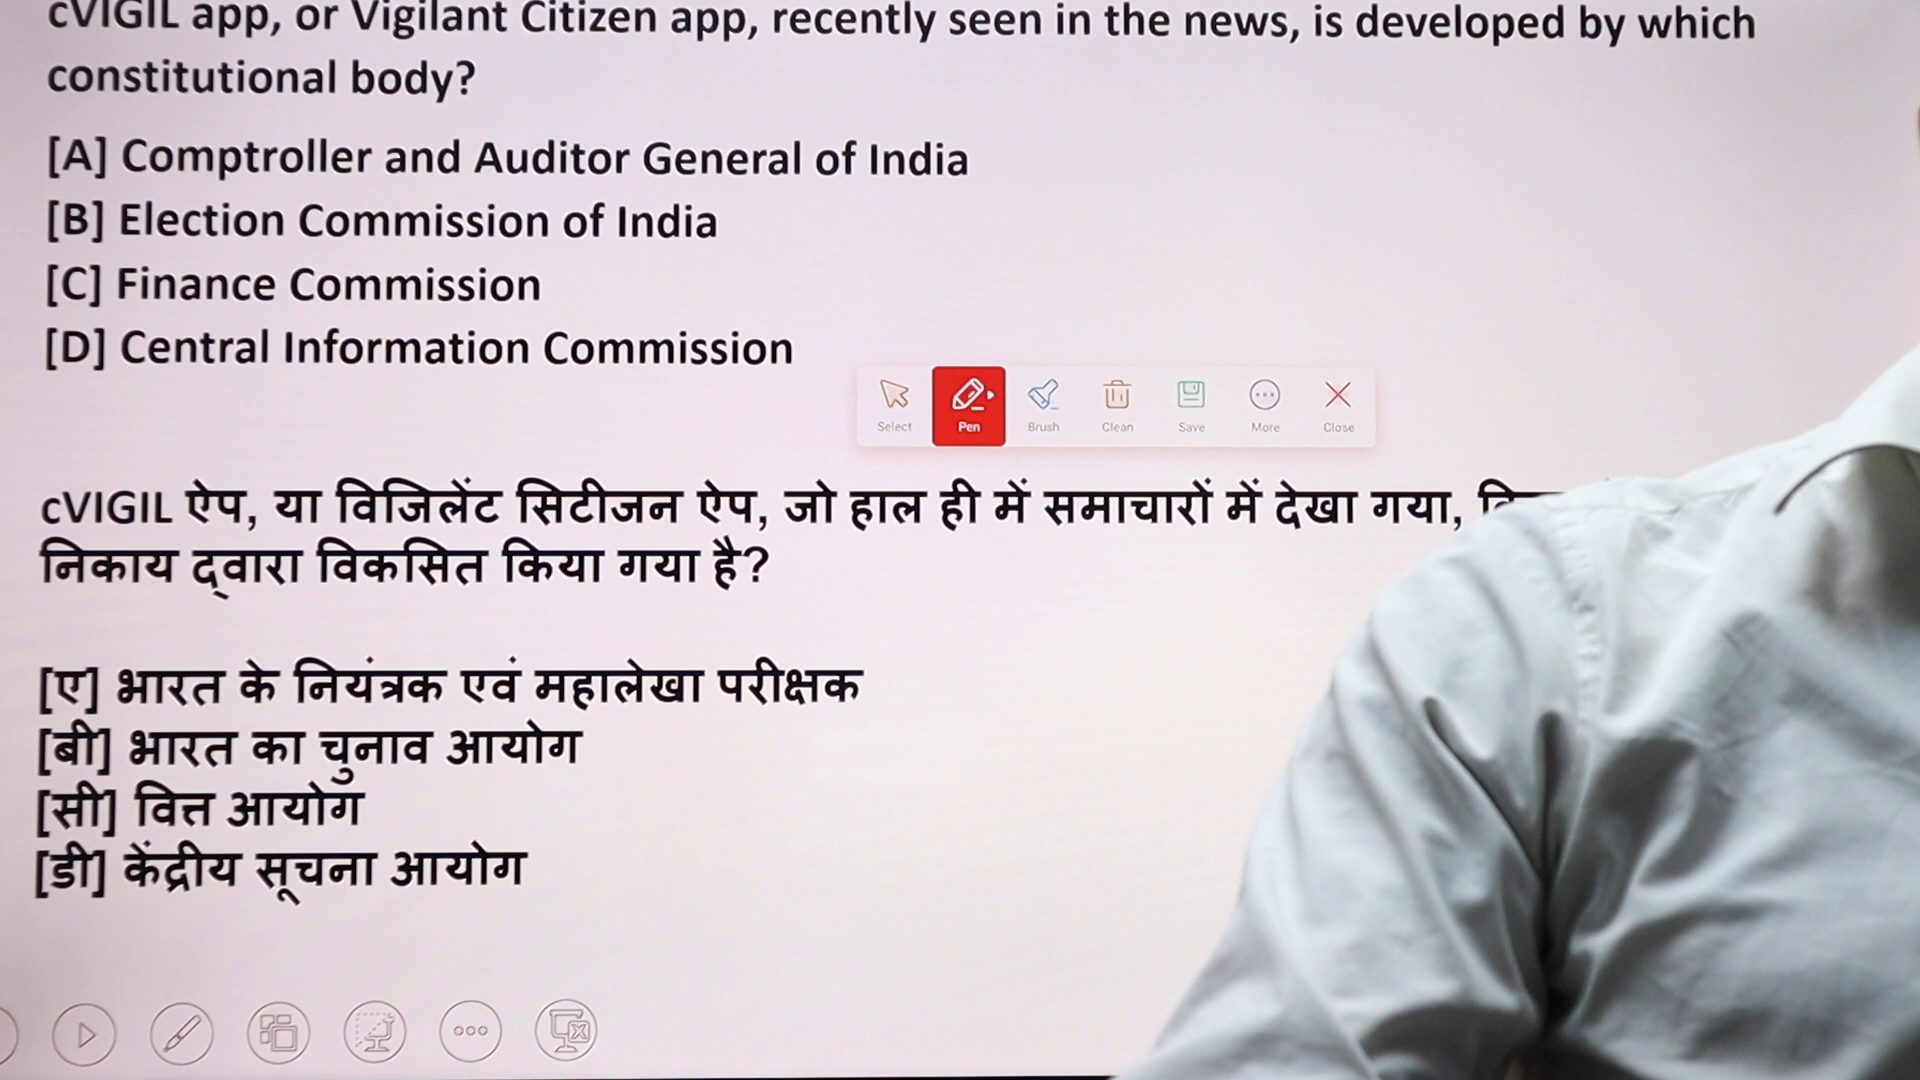 cVIGIL app, or Vigilant Citizen app, recently seen in the news, is developed by which
constitutional body?
[A] Comptroller and Auditor General of India
[B] Election Commission of India
[C] Finance Commission
[D] Central Information Commission
Select Pen Brush Clean Save More Close
cVIGIL ऐप, या विजिलेंट सिटीजन ऐप, जो हाल ही में समाचारों में देखा गया,
निकाय द्वारा विकसित किया गया है?
[ए] भारत के नियंत्रक एवं महालेखा परीक्षक
[बी] भारत का चुनाव आयोग
[सी] वित्त आयोग
[डी] केंद्रीय सूचना आयोग